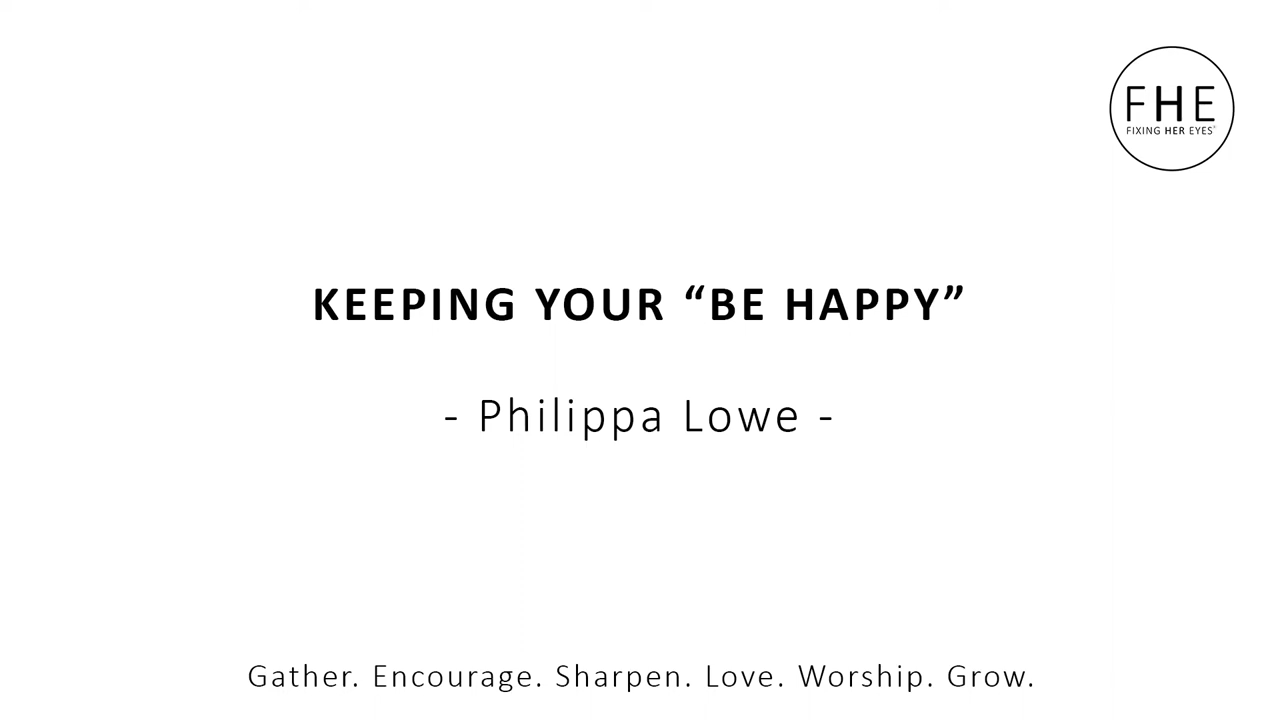 FHE
FIXING HER EYES®
KEEPING YOUR “BE HAPPY”
- Philippa Lowe -
Gather. Encourage. Sharpen. Love. Worship. Grow.